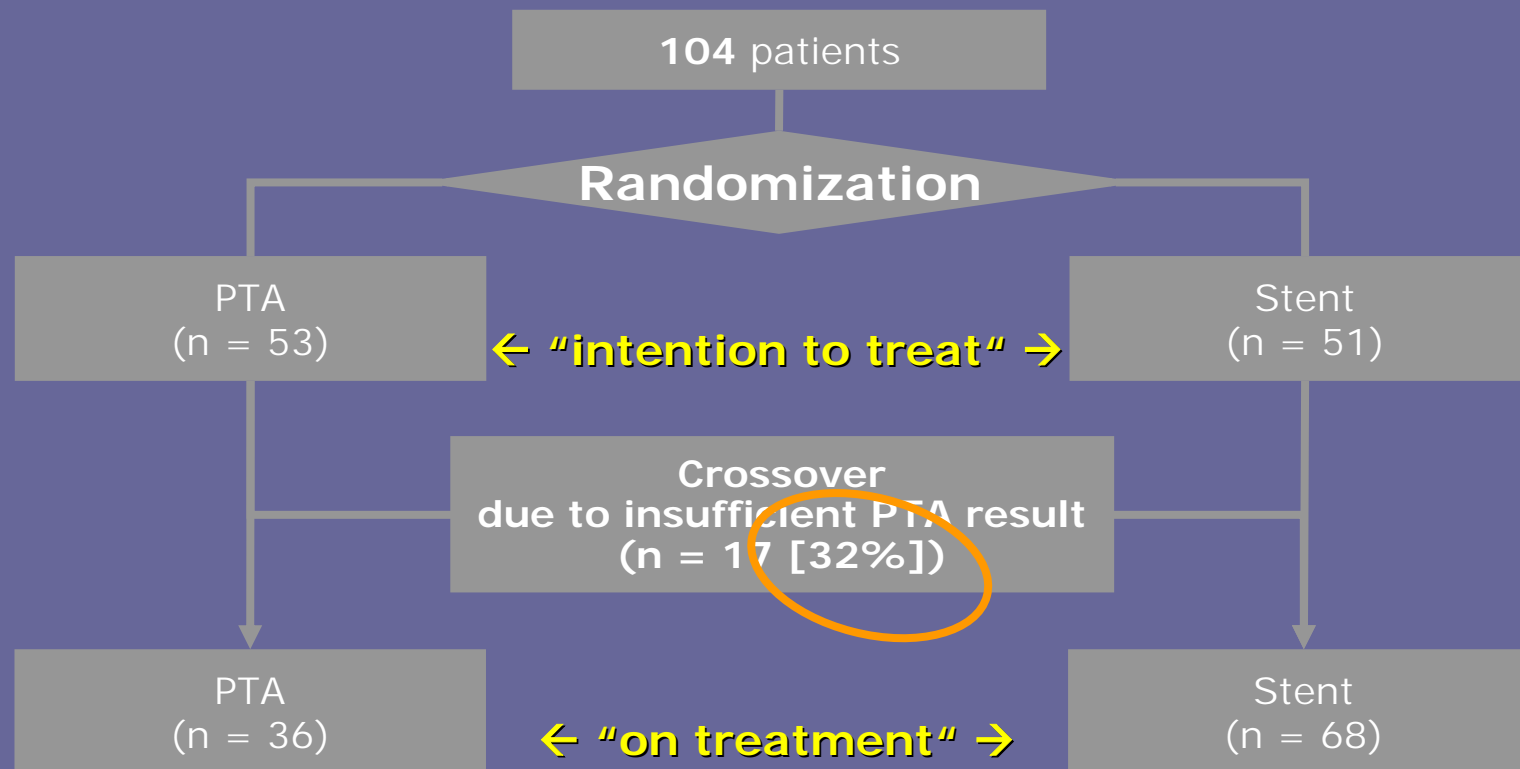 104 patients
Randomization
PTA
(n = 53)
← "intention to treat“ →
Stent
(n = 51)
Crossover
due to insufficient PTA result
(n = 17 [32%])
PTA
(n = 36)
← "on treatment“ →
Stent
(n = 68)